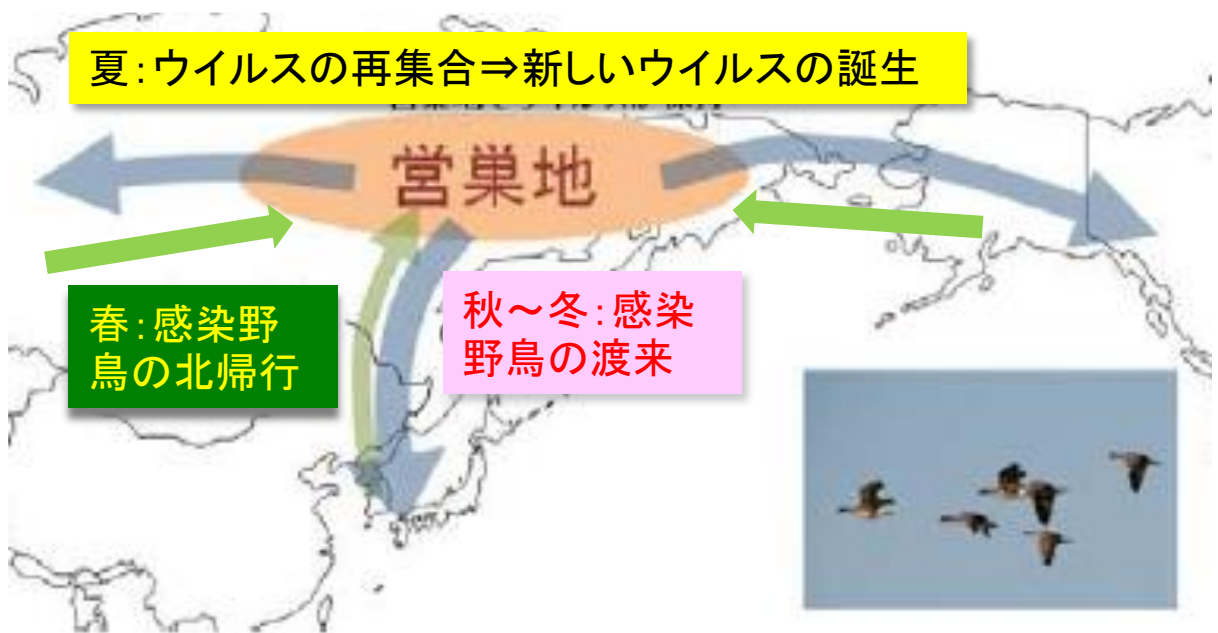 夏：ウイルスの再集合⇒新しいウイルスの誕生
営巣地
春：感染野
鳥の北帰行
秋～冬：感染
野鳥の渡来